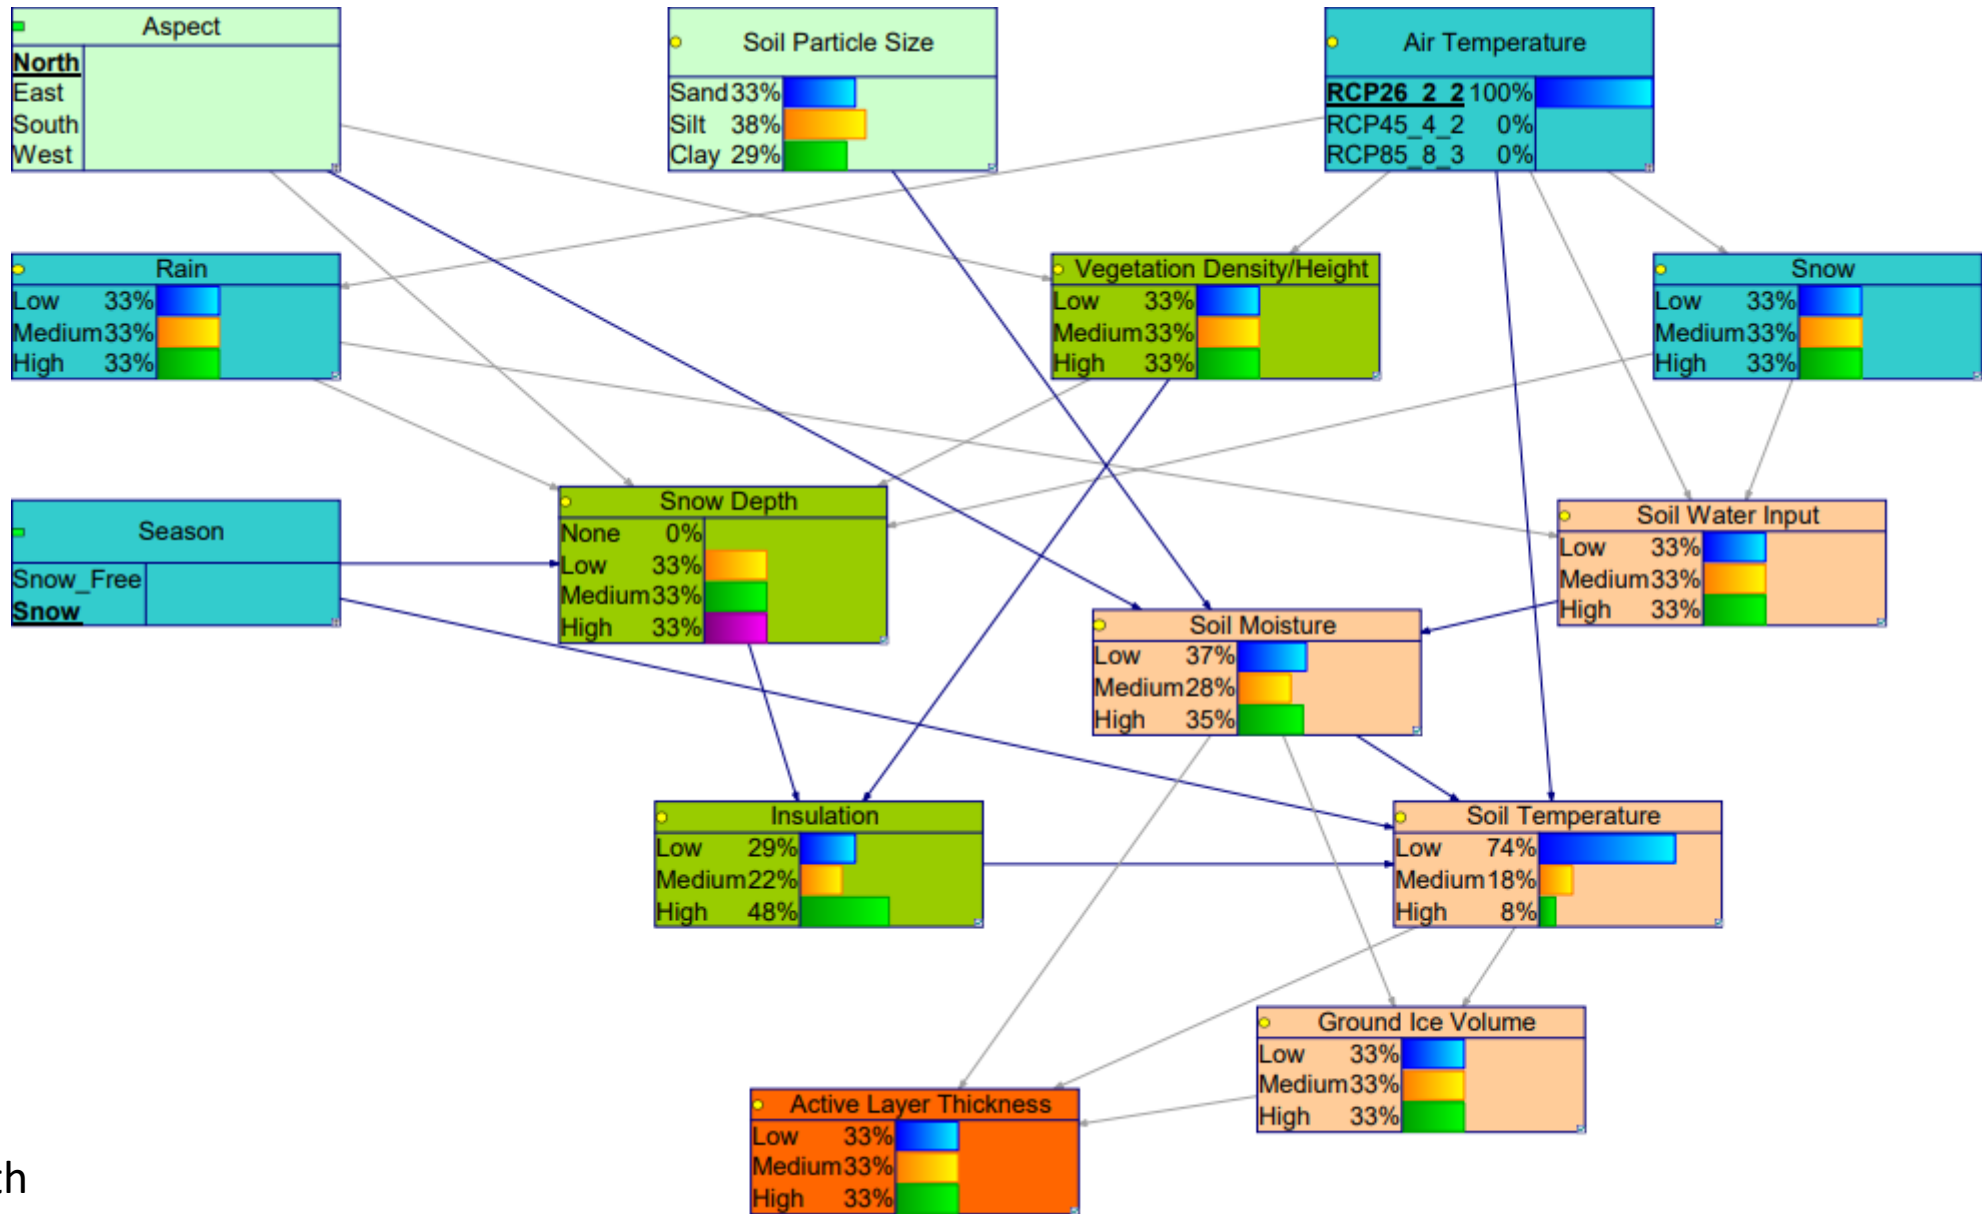 Aspect
North
East
South
West
Soil Particle Size
Sand 33%
Silt 38%
Clay 29%
Air Temperature
RCP26_2_2 100%
RCP45_4_2 0%
RCP85_8_3 0%
Rain
Low 33%
Medium 33%
High 33%
Vegetation Density/Height
Low 33%
Medium 33%
High 33%
Snow
Low 33%
Medium 33%
High 33%
Season
Snow_Free
Snow
Snow Depth
None 0%
Low 33%
Medium 33%
High 33%
Soil Water Input
Low 33%
Medium 33%
High 33%
Soil Moisture
Low 37%
Medium 28%
High 35%
Insulation
Low 29%
Medium 22%
High 48%
Soil Temperature
Low 74%
Medium 18%
High 8%
Ground Ice Volume
Low 33%
Medium 33%
High 33%
Active Layer Thickness
Low 33%
Medium 33%
High 33%